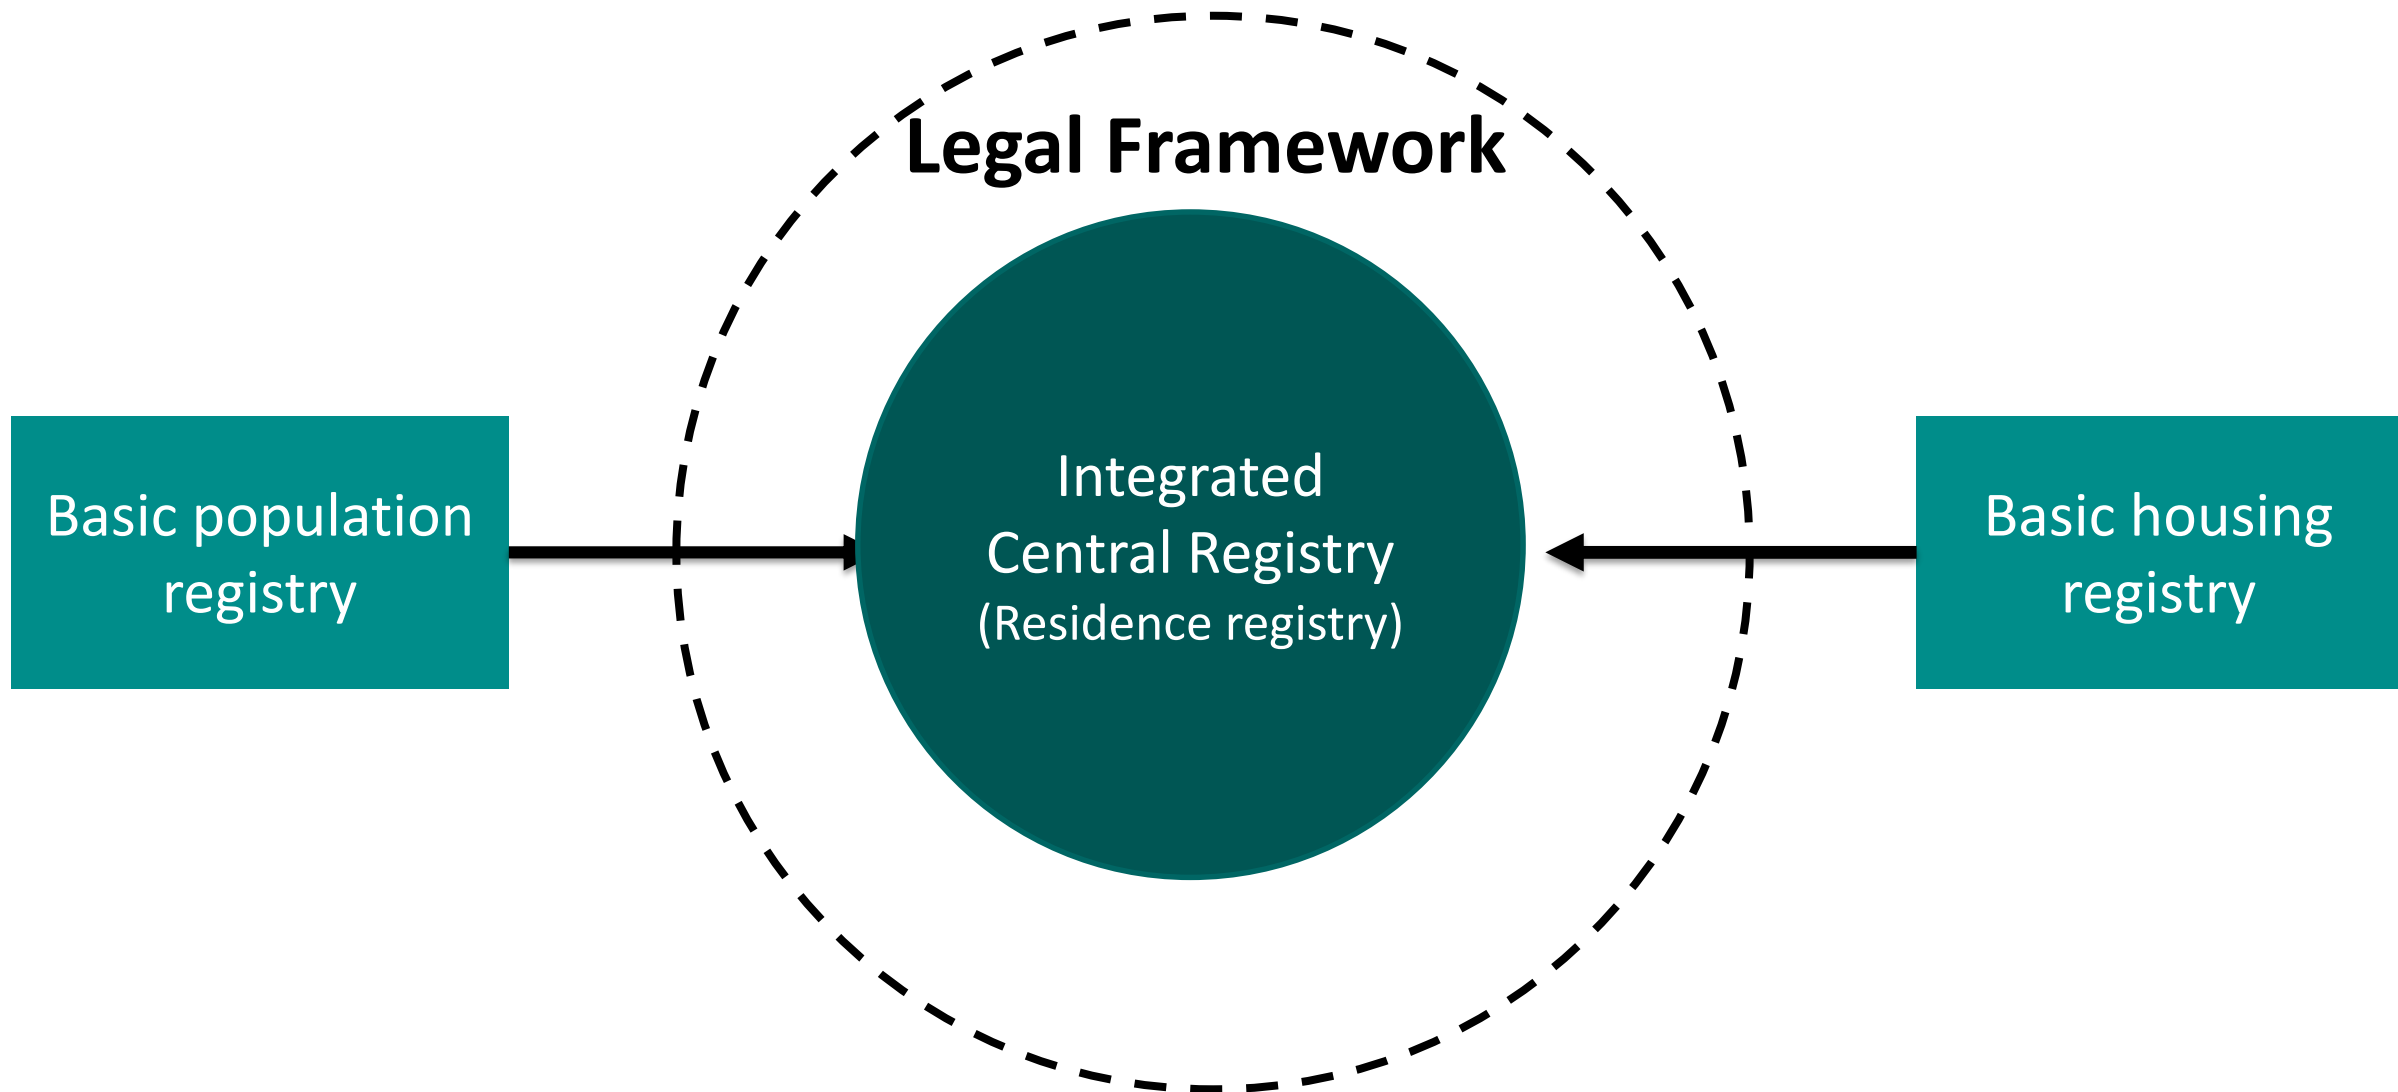 Legal Framework
Basic population
registry
Integrated
Central Registry
(Residence registry)
Basic housing
registry